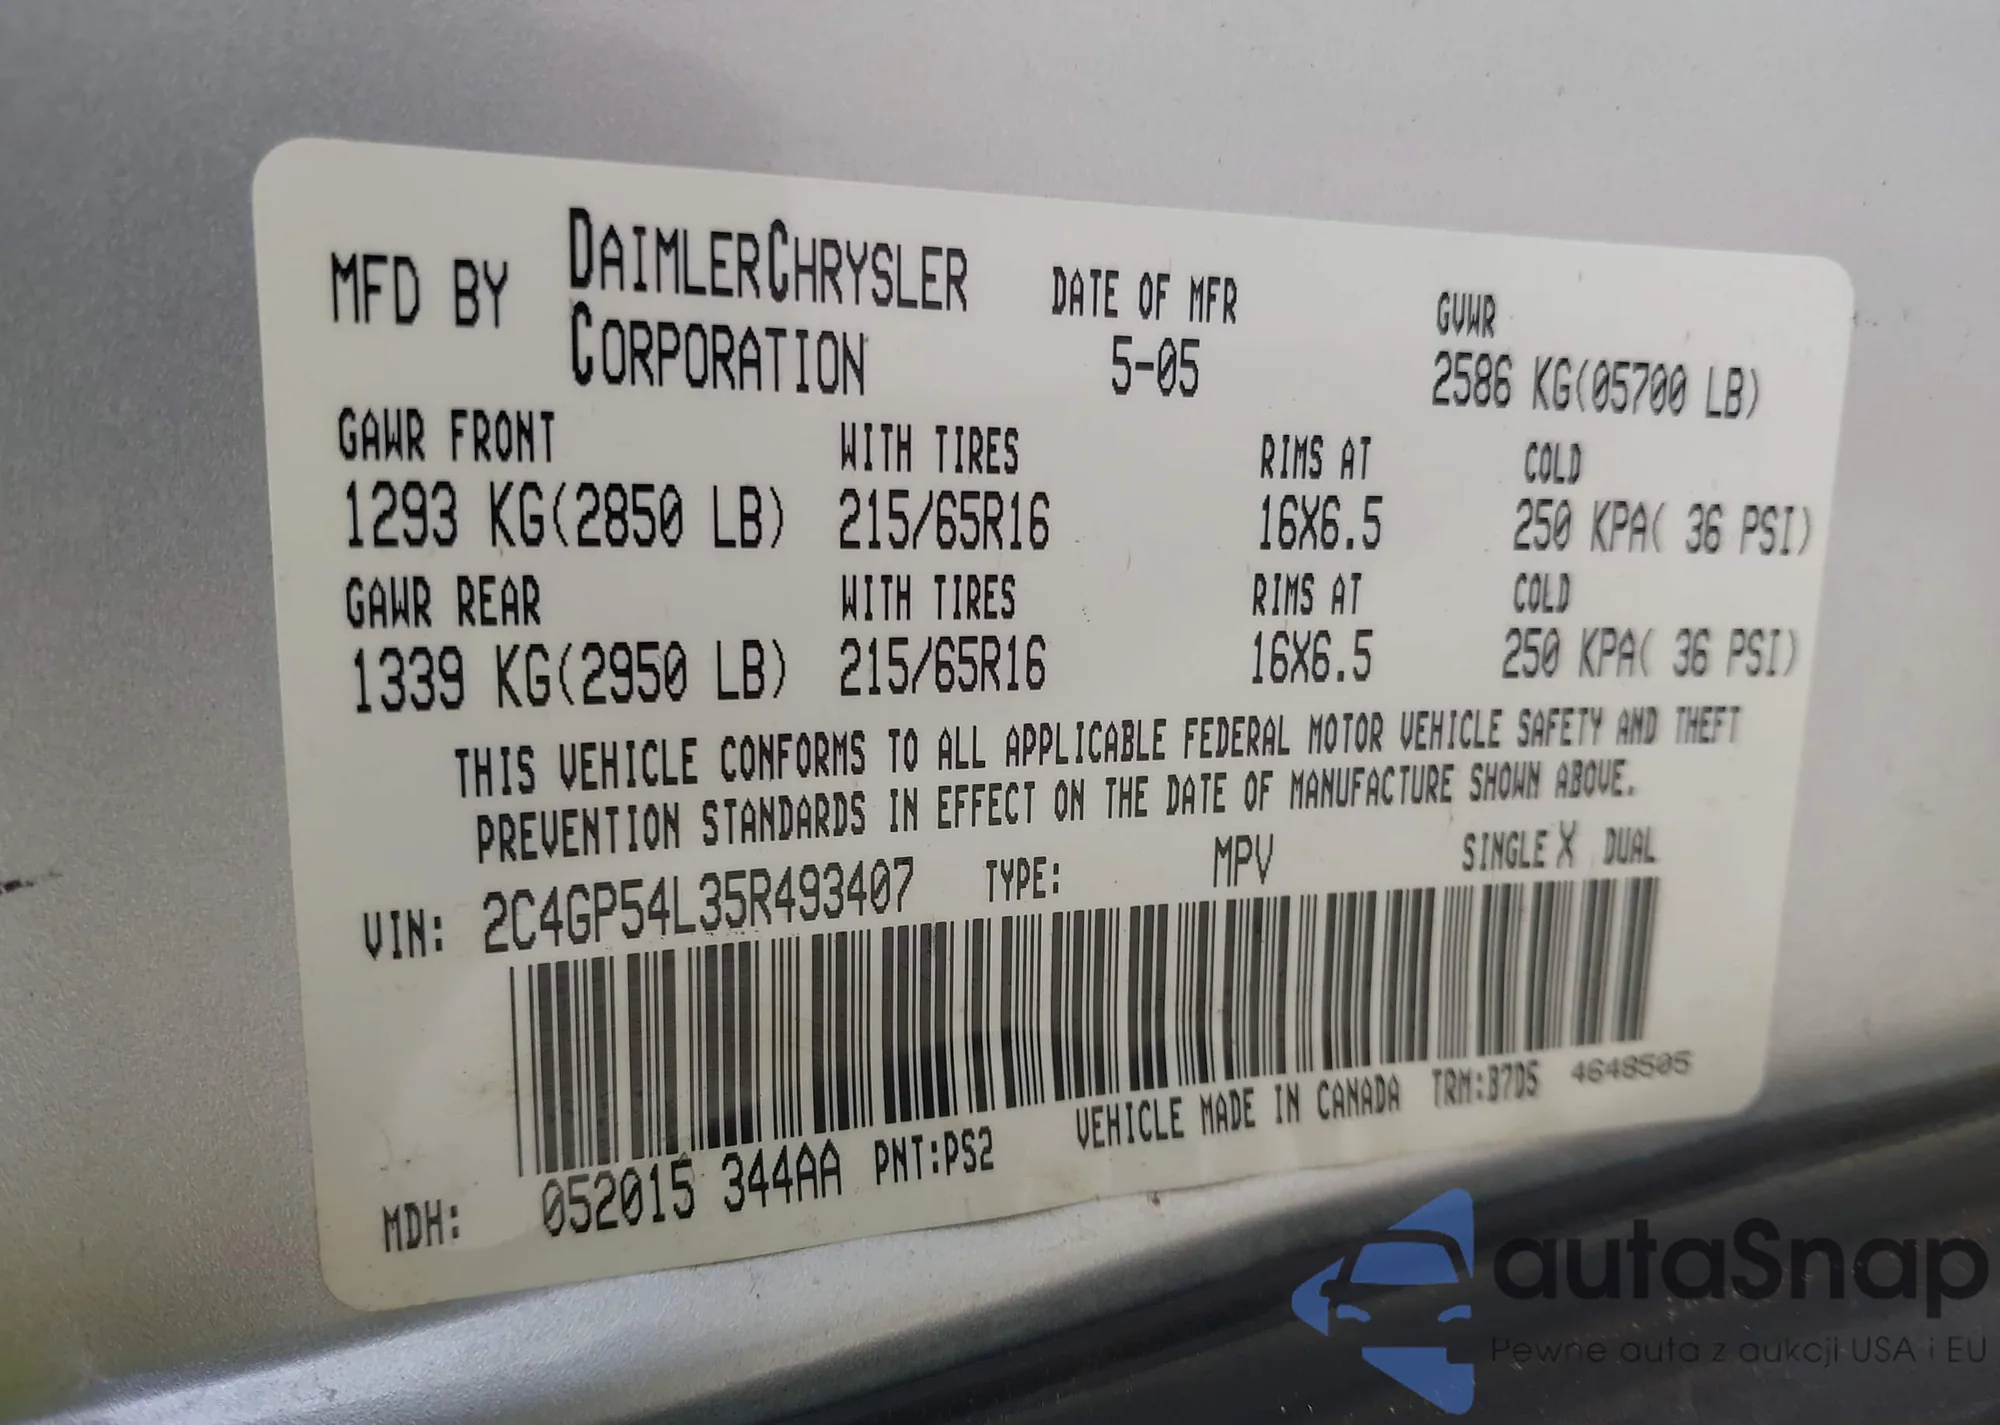 MFD BY DAIMLERCHRYSLER CORPORATION DATE OF MFR 5-05 GVWR 2586 KG(05700 LB)
GAWR FRONT WITH TIRES RIMS AT COLD
1293 KG(2850 LB) 215/65R16 16X6.5 250 KPA( 36 PSI)
GAWR REAR WITH TIRES RIMS AT COLD
1339 KG(2950 LB) 215/65R16 16X6.5 250 KPA( 36 PSI)
THIS VEHICLE CONFORMS TO ALL APPLICABLE FEDERAL MOTOR VEHICLE SAFETY AND THEFT
PREVENTION STANDARDS IN EFFECT ON THE DATE OF MANUFACTURE SHOWN ABOVE.
VIN: 2C4GP54L35R493407 TYPE: MPV SINGLE X DUAL
MDH: 052015 344AA PNT:PS2 VEHICLE MADE IN CANADA TRM:B7D5 4648505
autaSnap
Pewne auta z aukcji USA i EU